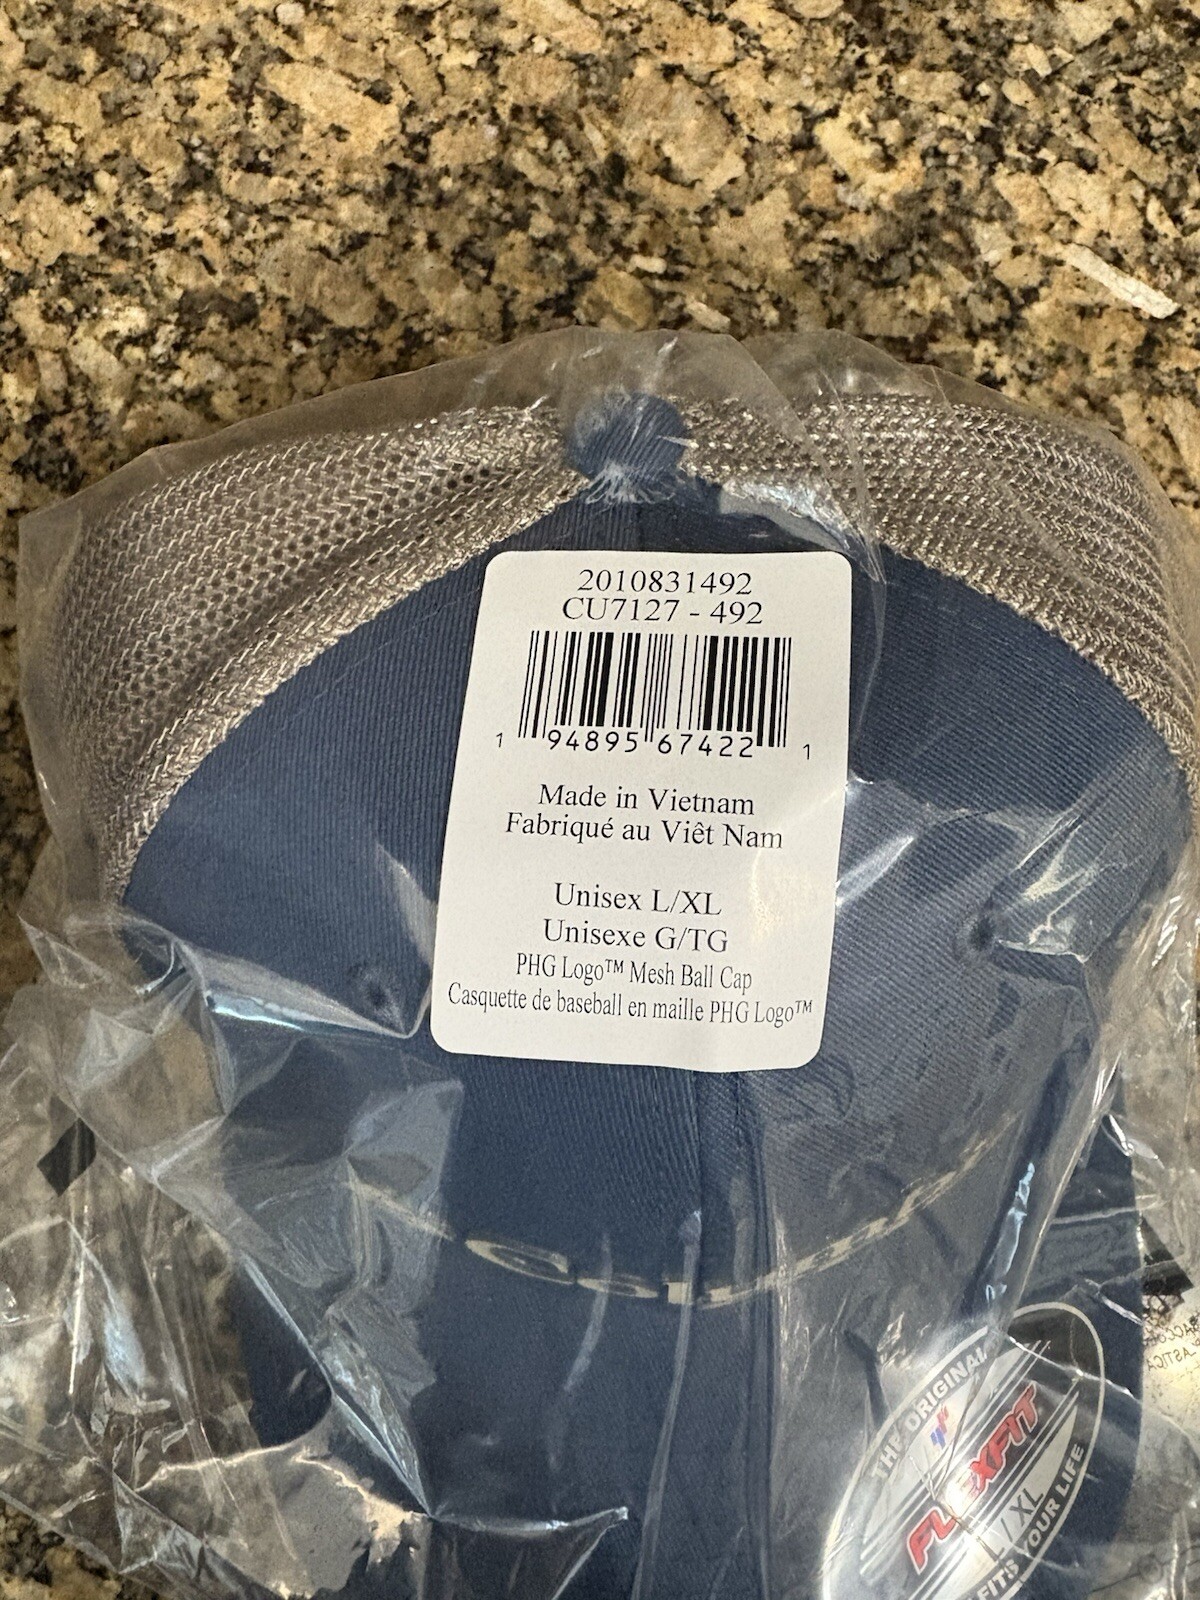 2010831492
CU7127 - 492
1 94895 67422 1
Made in Vietnam
Fabriqué au Viêt Nam
Unisex L/XL
Unisexe G/TG
PHG Logo™ Mesh Ball Cap
Casquette de baseball en maille PHG Logo™
THE ORIGINAL
FLEXFIT
L/XL
FITS YOUR LIFE